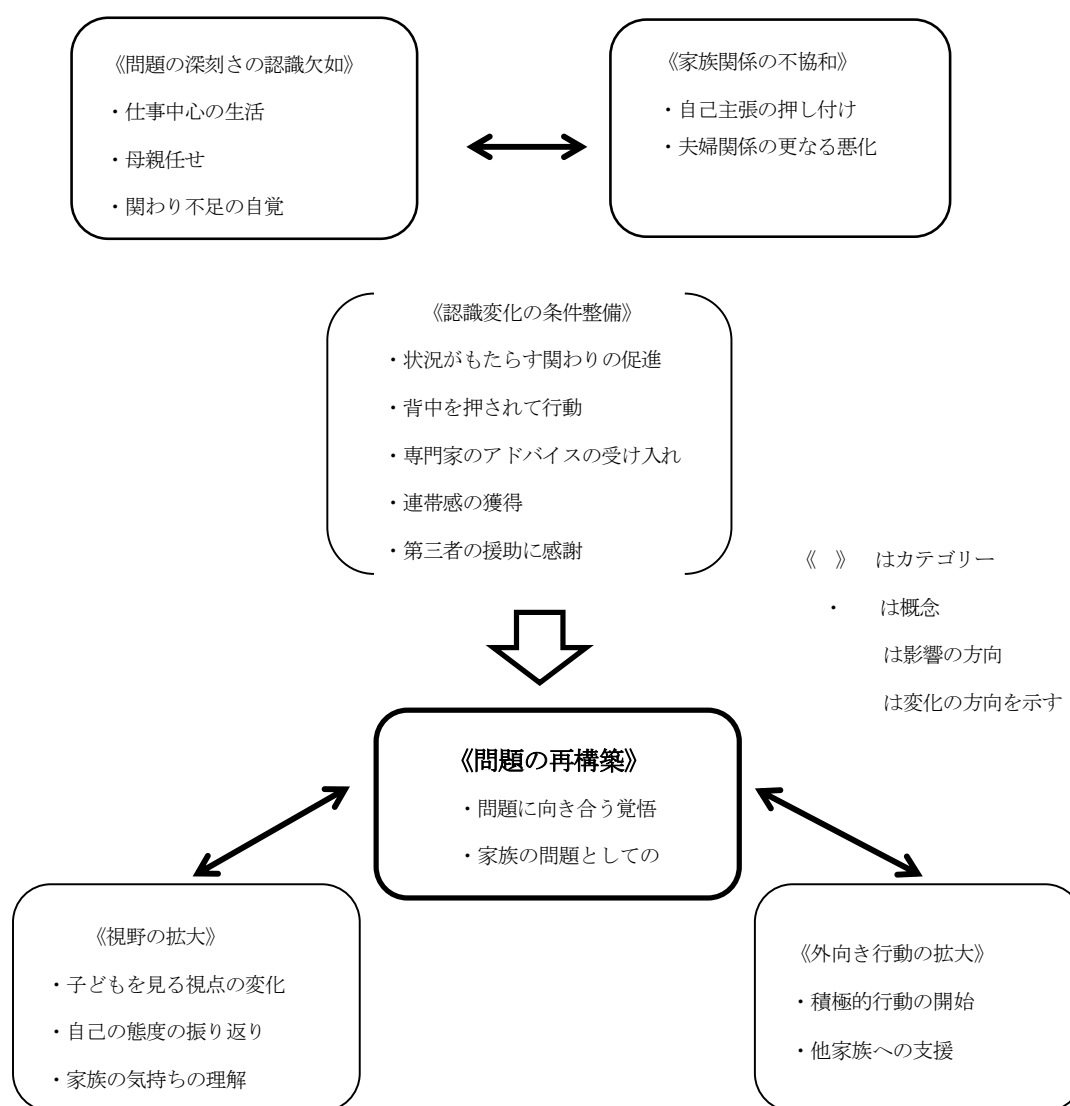 《問題の深刻さの認識欠如》
・仕事中心の生活
・母親任せ
・関わり不足の自覚
《家族関係の不協和》
・自己主張の押し付け
・夫婦関係の更なる悪化
《認識変化の条件整備》
・状況がもたらす関わりの促進
・背中を押されて行動
・専門家のアドバイスの受け入れ
・連帯感の獲得
・第三者の援助に感謝
《　》　はカテゴリー
・　　は概念
は影響の方向
は変化の方向を示す
《問題の再構築》
・問題に向き合う覚悟
・家族の問題としての
《視野の拡大》
・子どもを見る視点の変化
・自己の態度の振り返り
・家族の気持ちの理解
《外向き行動の拡大》
・積極的行動の開始
・他家族への支援